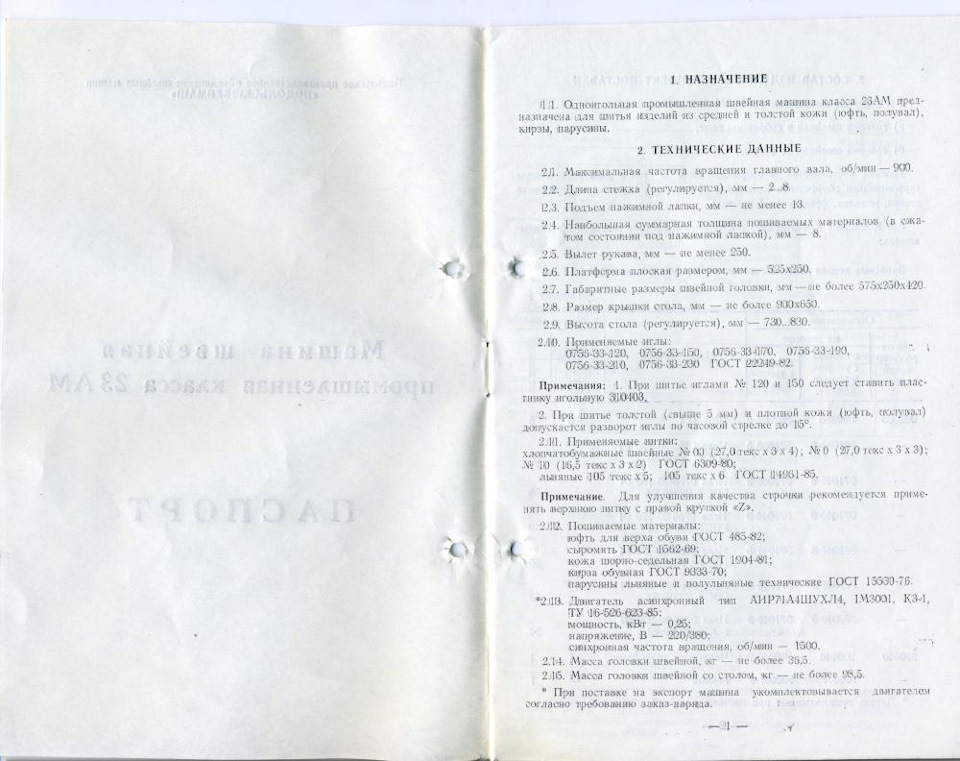 1. НАЗНАЧЕНИЕ
1.1. Одноигольная промышленная швейная машина класса 23АМ пред-
назначена для шитья изделий из средней и толстой кожи (юфть, полувал),
кирзы, парусины.
2. ТЕХНИЧЕСКИЕ ДАННЫЕ
2.1. Максимальная частота вращения главного вала, об/мин — 900.
2.2. Длина стежка (регулируется), мм — 2...8.
2.3. Подъем нажимной лапки, мм — не менее 13.
2.4. Наибольшая суммарная толщина пошиваемых материалов (в сжа-
том состоянии под нажимной лапкой), мм — 8.
2.5. Вылет рукава, мм — не менее 250.
2.6. Платформа плоская размером, мм — 525х250.
2.7. Габаритные размеры швейной головки, мм — не более 575х250х420.
2.8. Размер крышки стола, мм — не более 900х650.
2.9. Высота стола (регулируется), мм — 730...830.
2.10. Применяемые иглы:
0756-33-120, 0756-33-150, 0756-33-170, 0756-33-190,
0756-33-210, 0756-33-230 ГОСТ 22249-82.
Примечания: 1. При шитье иглами № 120 и 150 следует ставить плас-
тинку игольную 310403.
2. При шитье толстой (свыше 5 мм) и плотной кожи (юфть, полувал)
допускается разворот иглы по часовой стрелке до 15°.
2.11. Применяемые нитки:
хлопчатобумажные швейные № 00 (27,0 текс х 3 х 4); № 0 (27,0 текс х 3 х 3);
№ 10 (16,5 текс х 3 х 2) ГОСТ 6309-80;
льняные 105 текс х 5; 105 текс х 6 ГОСТ 14961-85.
Примечание. Для улучшения качества строчки рекомендуется приме-
нять верхнюю нитку с правой круткой «Z».
2.12. Пошиваемые материалы:
юфть для верха обуви ГОСТ 485-82;
сыромять ГОСТ 1562-69;
кожа шорно-седельная ГОСТ 1904-81;
кирза обувная ГОСТ 9333-70;
парусины льняные и полульняные технические ГОСТ 15530-76.
*2.13. Двигатель асинхронный тип АИР71А4ШУХЛ4, 1М3001, К3-1,
ТУ 16-526-623-85;
мощность, кВт — 0,25;
напряжение, В — 220/380;
синхронная частота вращения, об/мин — 1500.
2.14. Масса головки швейной, кг — не более 36,5.
2.15. Масса головки швейной со столом, кг — не более 98,5.
* При поставке на экспорт машина укомплектовывается двигателем
согласно требованию заказ-наряда.
Подольское производственное объединение швейных машин
«ПОДОЛЬСКШВЕЙМАШ»
Машина швейная
промышленная класса 23 АМ
ПАСПОРТ